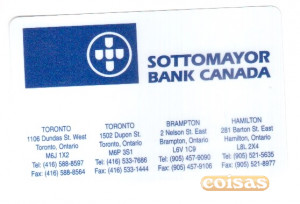 SOTTOMAYOR
BANK CANADA
TORONTO
1106 Dundas St. West
Toronto, Ontario
M6J 1X2
Tel: (416) 588-8597
Fax: (416) 588-8564
TORONTO
1502 Dupon St.
Toronto, Ontario
M6P 3S1
Tel: (416) 533-7686
Fax: (416) 533-1444
BRAMPTON
2 Nelson St. East
Brampton, Ontario
L6V 1C9
Tel: (905) 457-9090
Fax: (905) 457-9106
HAMILTON
281 Barton St. East
Hamilton, Ontario
L8L 2X4
Tel: (905) 521-5635
Fax: (905) 521-8977
coisas